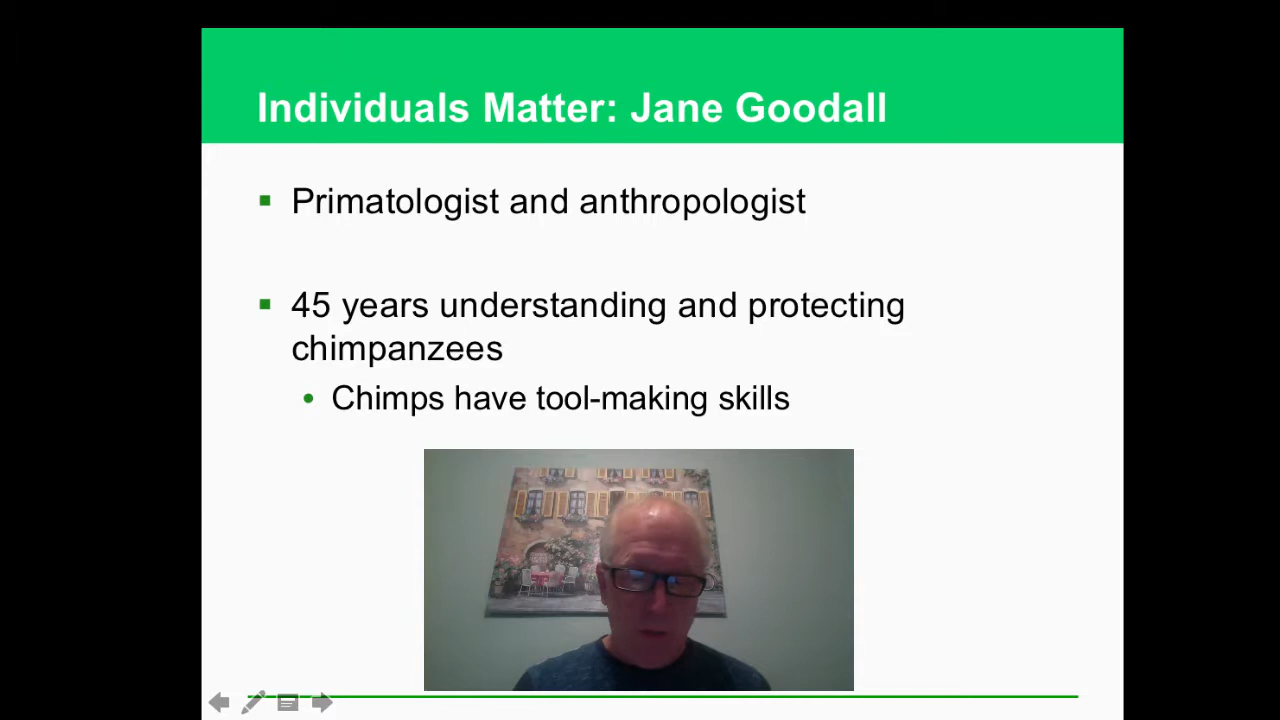 Individuals Matter: Jane Goodall
Primatologist and anthropologist
45 years understanding and protecting
chimpanzees
Chimps have tool-making skills